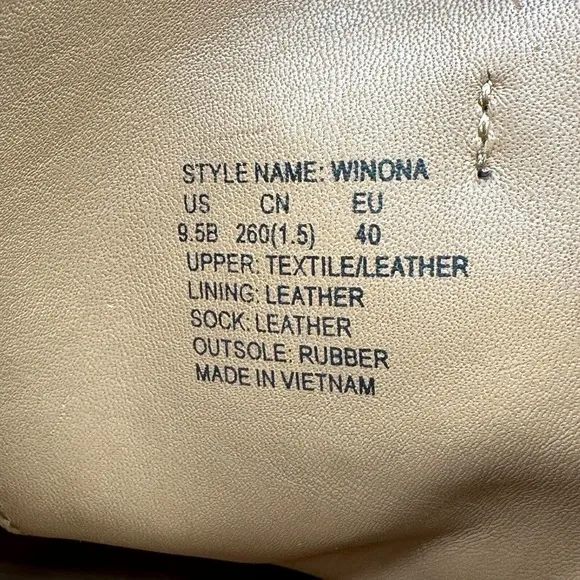 STYLE NAME: WINONA
US CN EU
9.5B 260(1.5) 40
UPPER: TEXTILE/LEATHER
LINING: LEATHER
SOCK: LEATHER
OUTSOLE: RUBBER
MADE IN VIETNAM